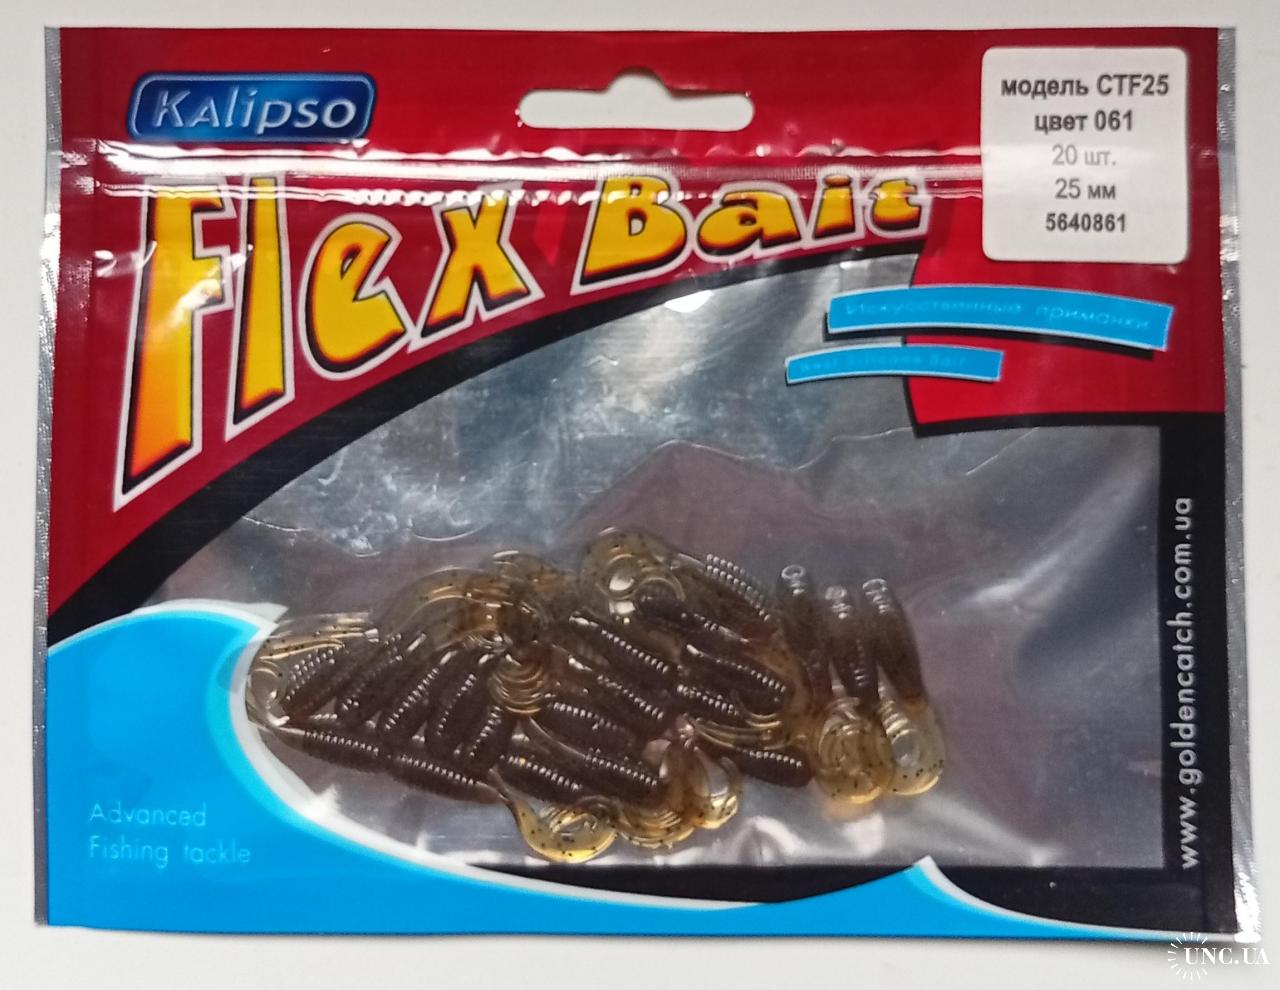 Kalipso
Flex Bait
модель CTF25
цвет 061
20 шт.
25 мм
5640861
Искусственные приманки
Advanced
Fishing tackle
www.goldencatch.com.ua
UNC.UA